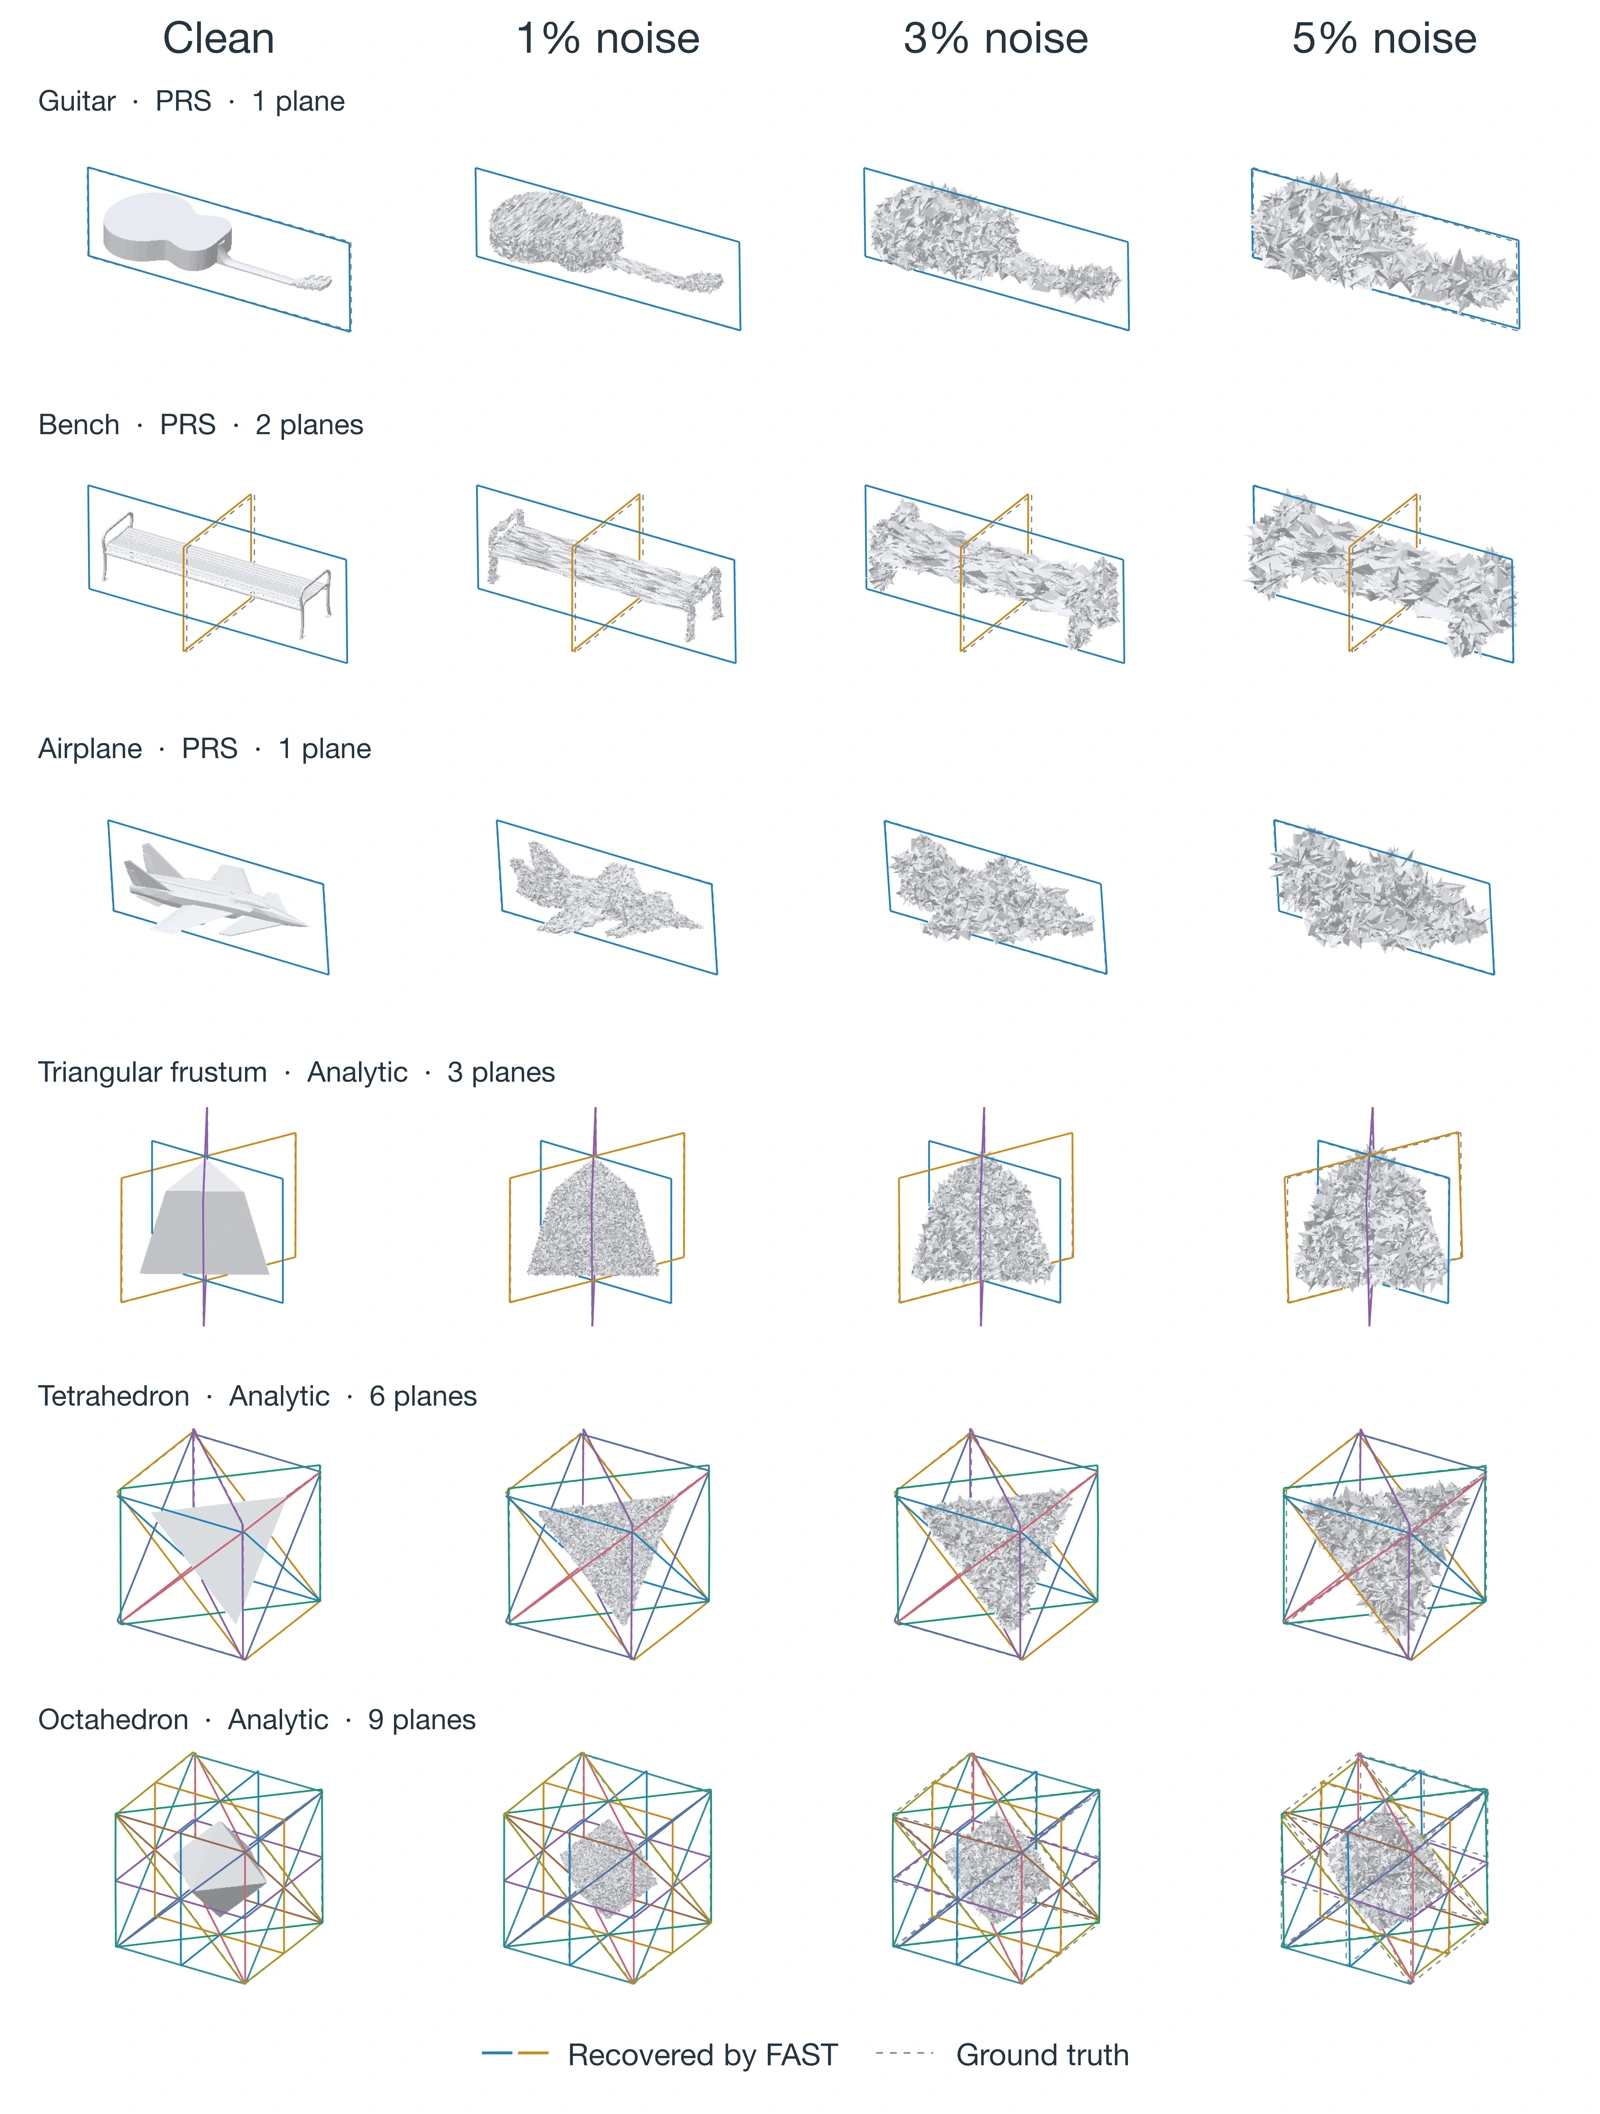 Clean 1% noise 3% noise 5% noise
Guitar · PRS · 1 plane
Bench · PRS · 2 planes
Airplane · PRS · 1 plane
Triangular frustum · Analytic · 3 planes
Tetrahedron · Analytic · 6 planes
Octahedron · Analytic · 9 planes
Recovered by FAST Ground truth